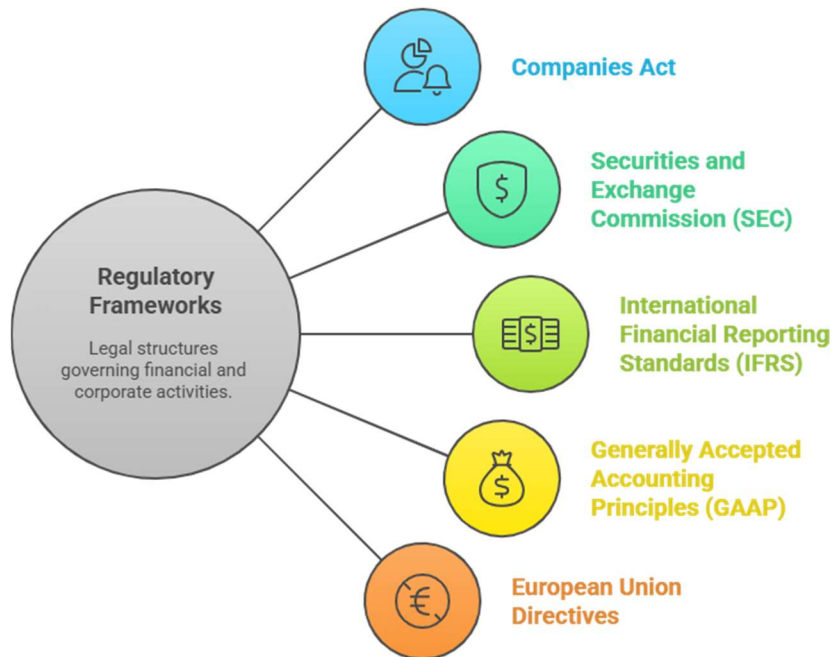 Companies Act
Securities and
Exchange
Commission (SEC)
Regulatory
Frameworks
Legal structures
governing financial and
corporate activities.
International
Financial Reporting
Standards (IFRS)
Generally Accepted
Accounting
Principles (GAAP)
European Union
Directives